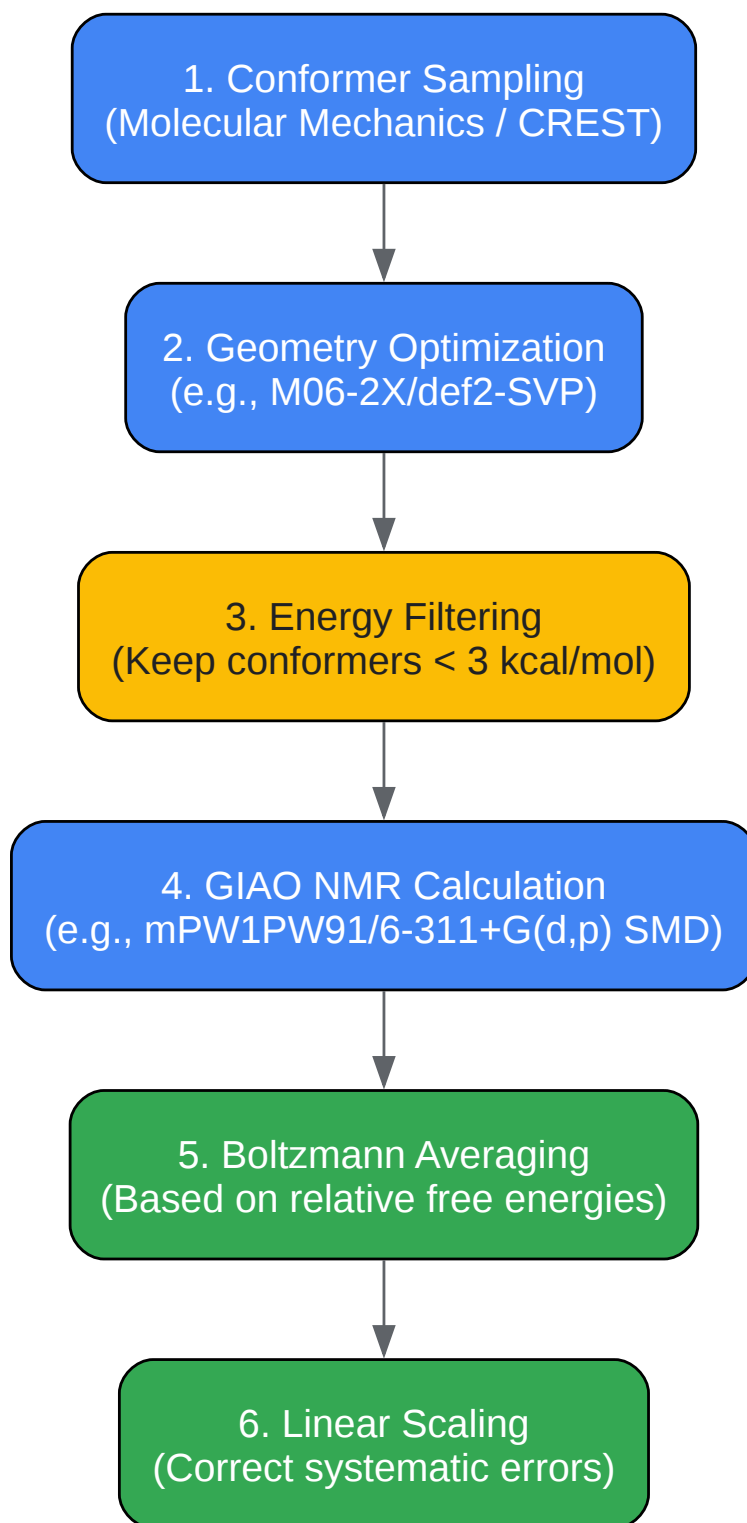 1. Conformer Sampling
(Molecular Mechanics / CREST)
2. Geometry Optimization
(e.g., M06-2X/def2-SVP)
3. Energy Filtering
(Keep conformers < 3 kcal/mol)
4. GIAO NMR Calculation
(e.g., mPW1PW91/6-311+G(d,p) SMD)
5. Boltzmann Averaging
(Based on relative free energies)
6. Linear Scaling
(Correct systematic errors)